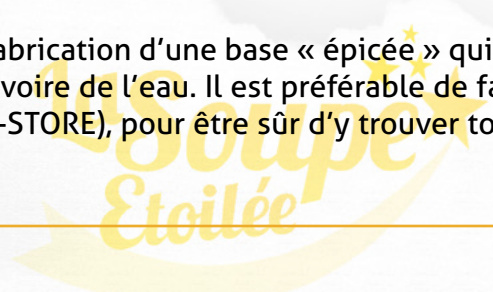 abrication d’une base « épicée » qui
voire de l’eau. Il est préférable de fa
-STORE), pour être sûr d’y trouver to
La Soupe
Etoilée